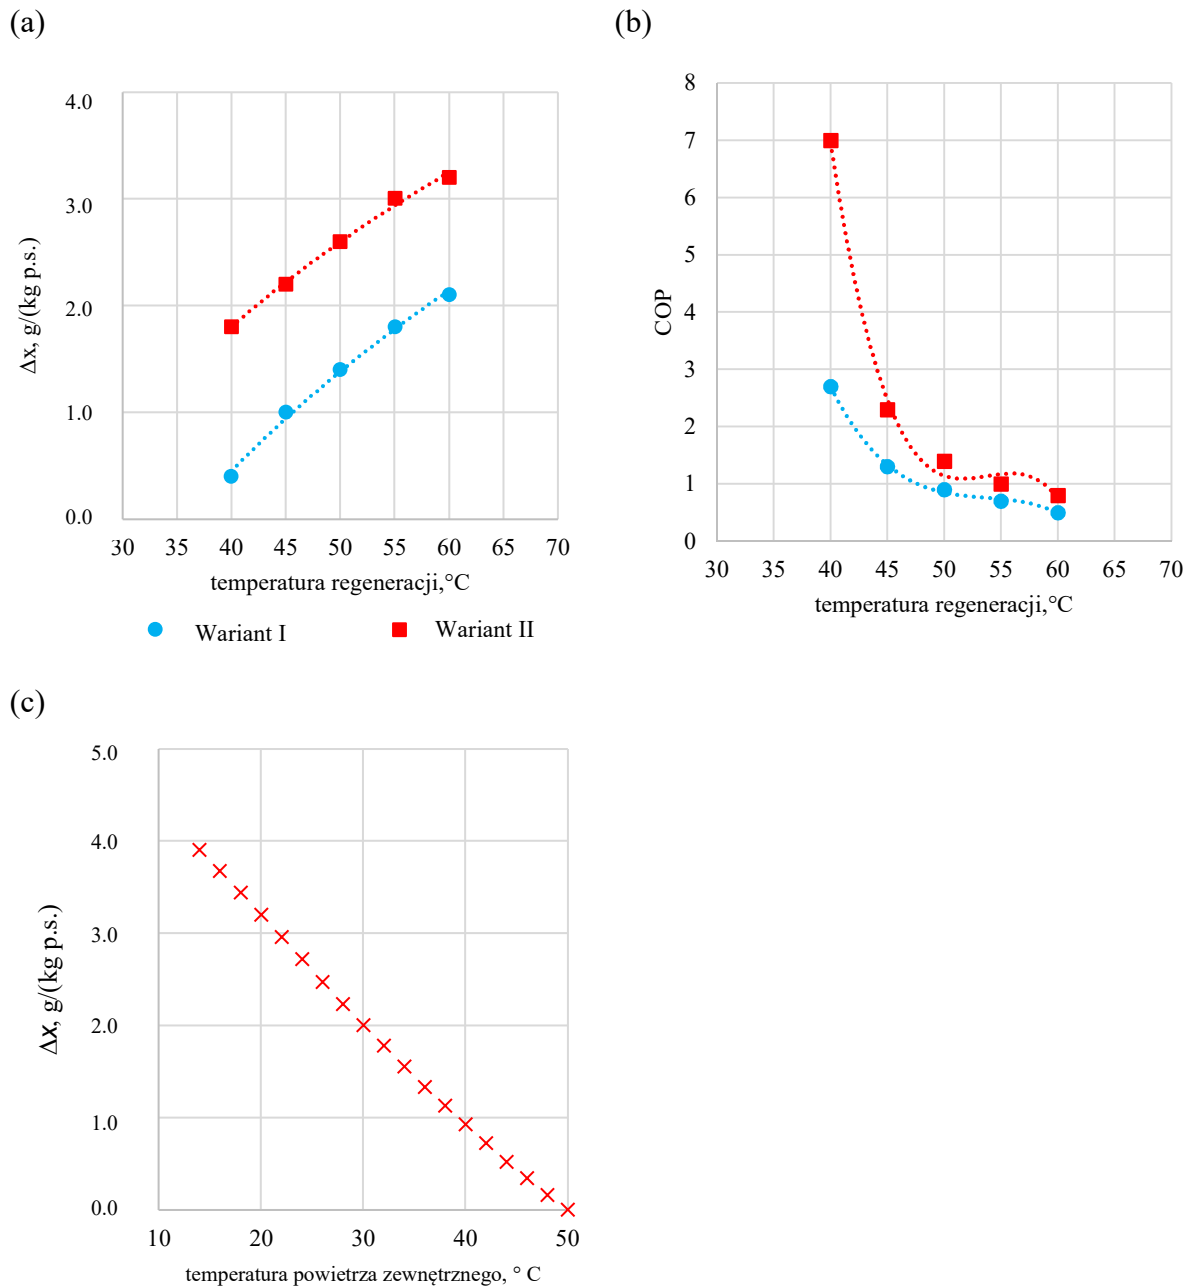 (a)
4.0
3.0
2.0
1.0
0.0
Δx, g/(kg p.s.)
30 35 40 45 50 55 60 65 70
temperatura regeneracji,°C
(b)
8
7
6
5
4
3
2
1
0
COP
30 35 40 45 50 55 60 65 70
temperatura regeneracji,°C
Wariant I Wariant II
(c)
5.0
4.0
3.0
2.0
1.0
0.0
Δx, g/(kg p.s.)
10 20 30 40 50
temperatura powietrza zewnętrznego, ° C